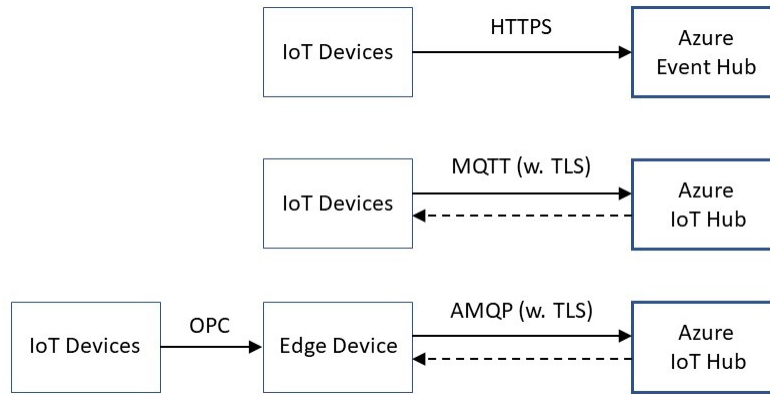 HTTPS
IoT Devices
Azure
Event Hub
MQTT (w. TLS)
IoT Devices
Azure
IoT Hub
IoT Devices
OPC
Edge Device
AMQP (w. TLS)
Azure
IoT Hub